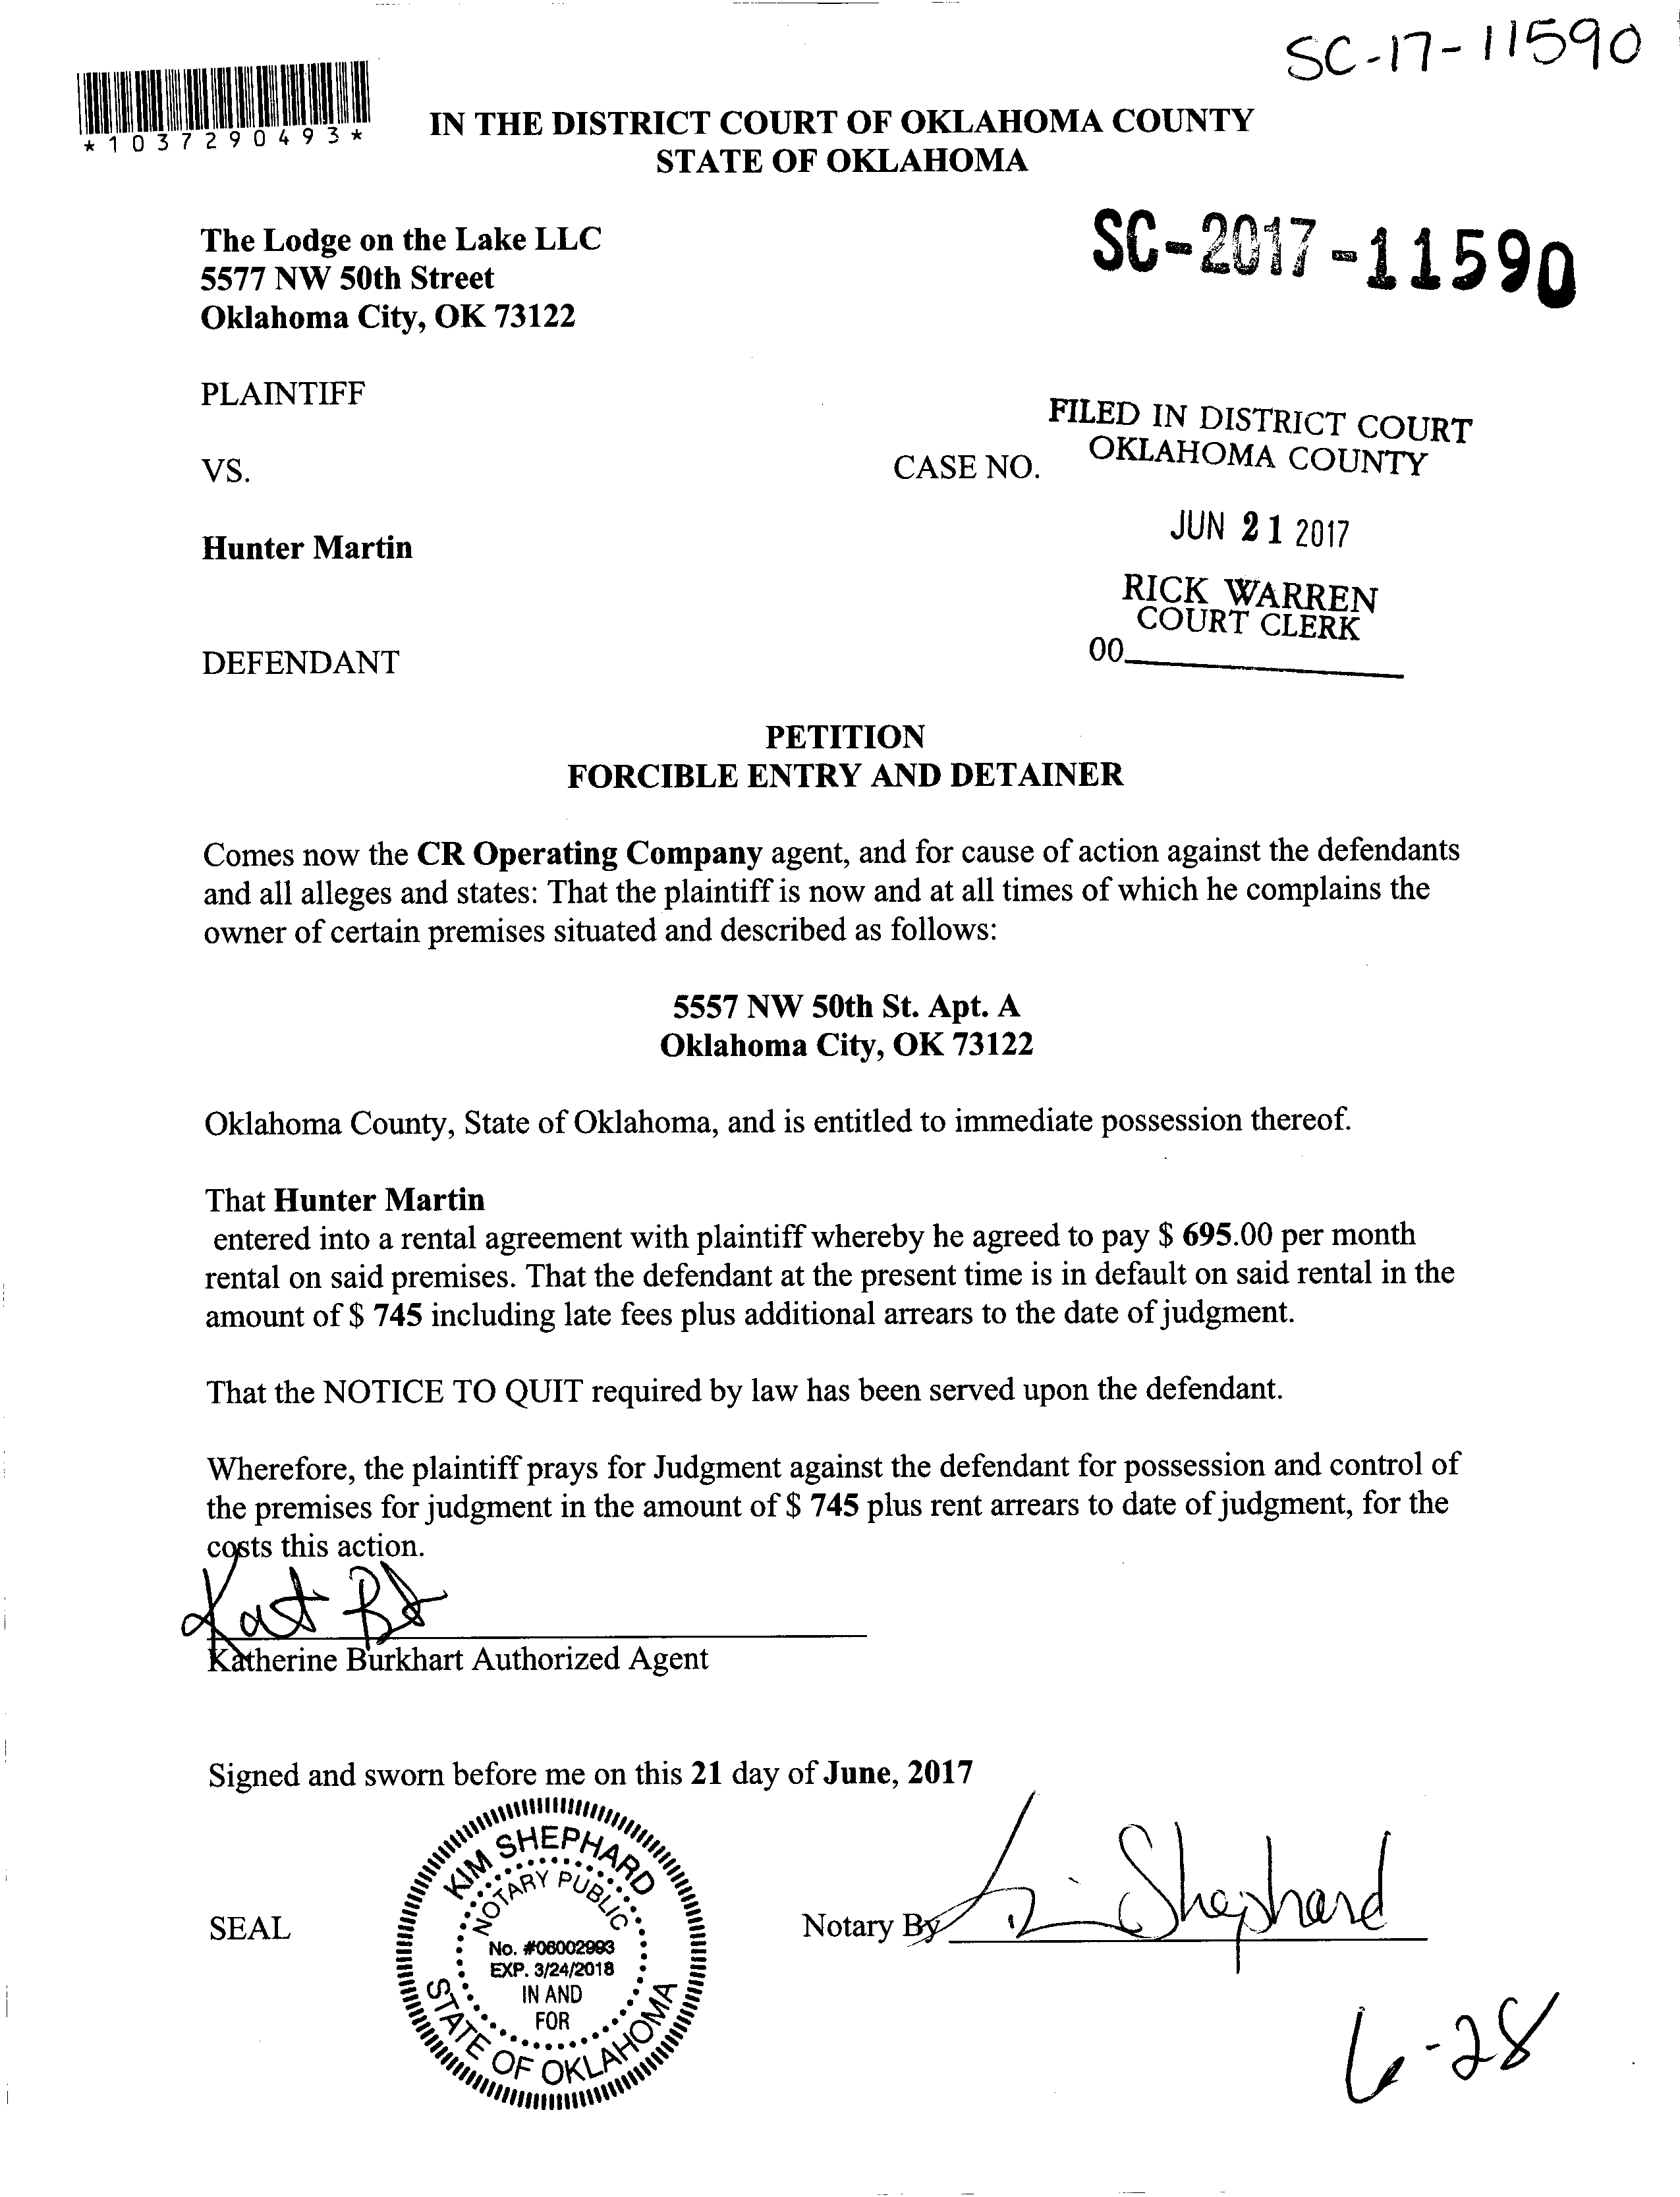 SC-17-11590
*1037290493*
IN THE DISTRICT COURT OF OKLAHOMA COUNTY
STATE OF OKLAHOMA
The Lodge on the Lake LLC
5577 NW 50th Street
Oklahoma City, OK 73122
SC-2017-11590
PLAINTIFF
FILED IN DISTRICT COURT
OKLAHOMA COUNTY
VS.
CASE NO.
JUN 21 2017
Hunter Martin
RICK WARREN
COURT CLERK
00
DEFENDANT
PETITION
FORCIBLE ENTRY AND DETAINER
Comes now the CR Operating Company agent, and for cause of action against the defendants
and all alleges and states: That the plaintiff is now and at all times of which he complains the
owner of certain premises situated and described as follows:
5557 NW 50th St. Apt. A
Oklahoma City, OK 73122
Oklahoma County, State of Oklahoma, and is entitled to immediate possession thereof.
That Hunter Martin
entered into a rental agreement with plaintiff whereby he agreed to pay $ 695.00 per month
rental on said premises. That the defendant at the present time is in default on said rental in the
amount of $ 745 including late fees plus additional arrears to the date of judgment.
That the NOTICE TO QUIT required by law has been served upon the defendant.
Wherefore, the plaintiff prays for Judgment against the defendant for possession and control of
the premises for judgment in the amount of $ 745 plus rent arrears to date of judgment, for the
costs this action.
Katherine Burkhart Authorized Agent
Signed and sworn before me on this 21 day of June, 2017
SEAL
KIM SHEPHARD
NOTARY PUBLIC
No. #06002993
EXP. 3/24/2018
IN AND
FOR
STATE OF OKLAHOMA
Notary By Shephard
6-28